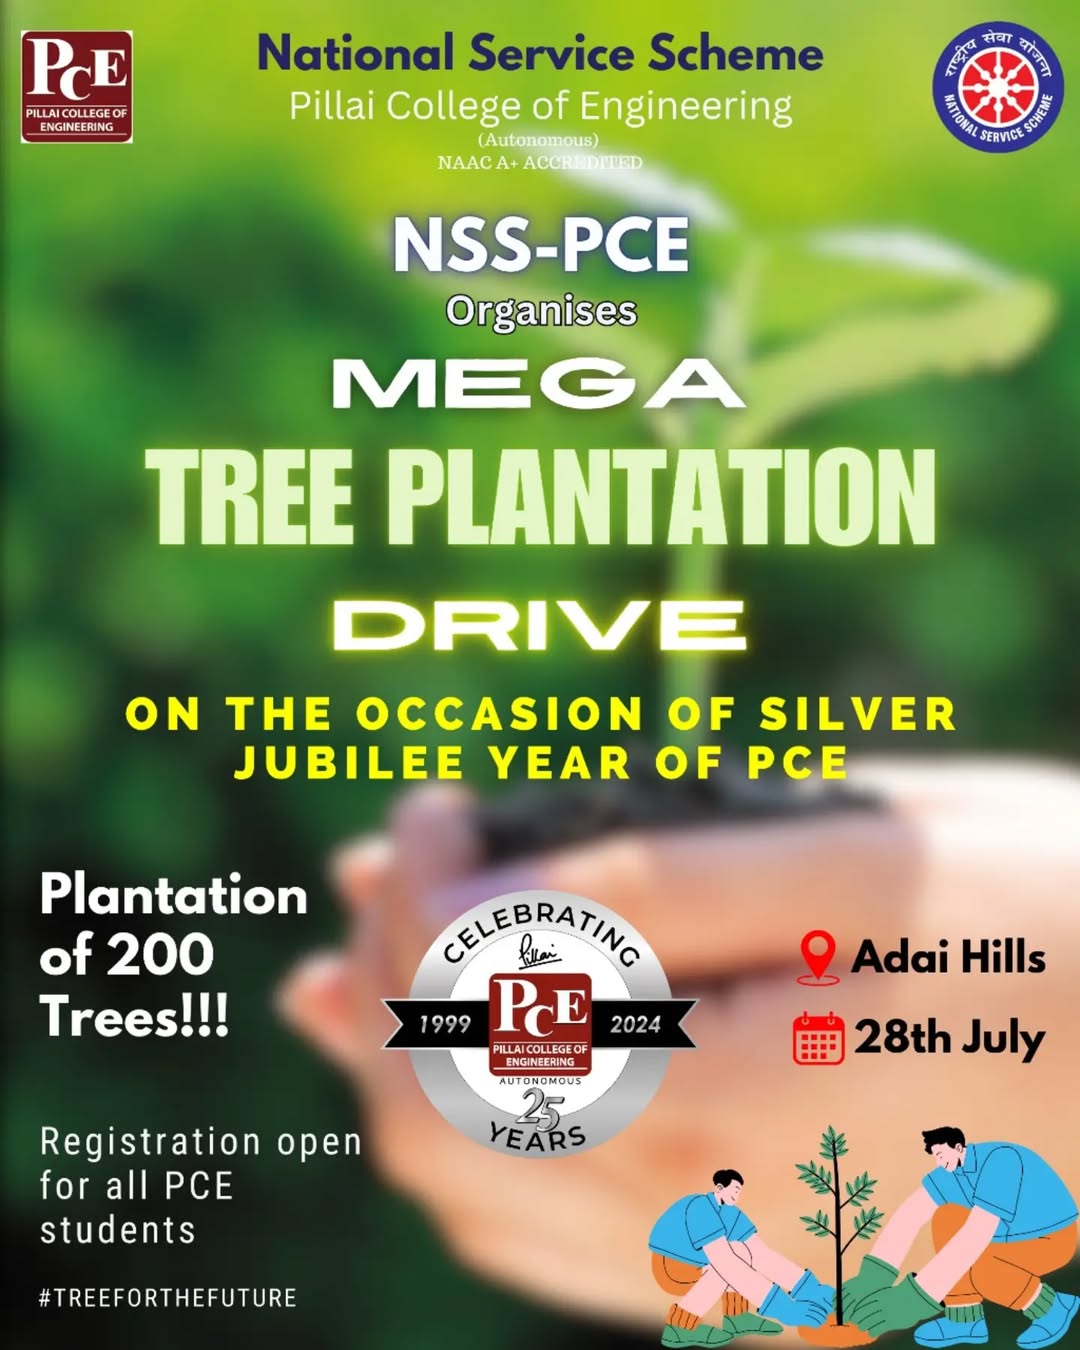 PCE
PILLAI COLLEGE OF
ENGINEERING
National Service Scheme
Pillai College of Engineering
(Autonomous)
NAAC A+ ACCREDITED
राष्ट्रीय सेवा योजना
NATIONAL SERVICE SCHEME
NSS-PCE
Organises
MEGA
TREE PLANTATION
DRIVE
ON THE OCCASION OF SILVER
JUBILEE YEAR OF PCE
Plantation
of 200
Trees!!!
CELEBRATING
Pillai
1999
PCE
2024
PILLAI COLLEGE OF
ENGINEERING
AUTONOMOUS
25
YEARS
Adai Hills
28th July
Registration open
for all PCE
students
#TREEFORTHEFUTURE